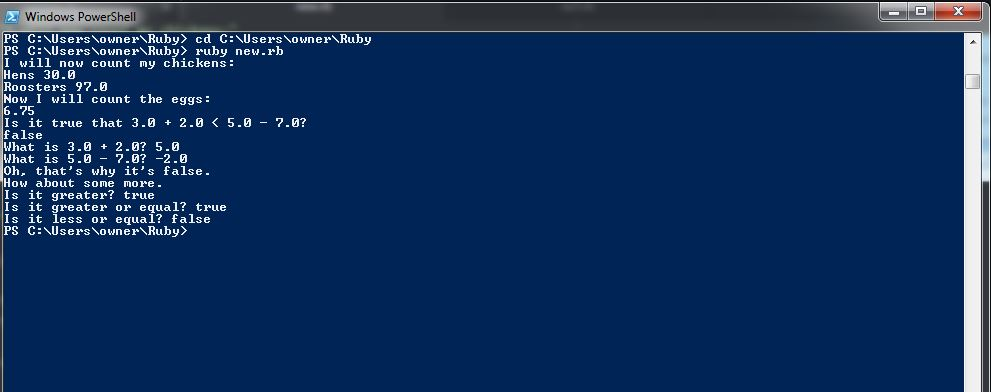 Windows PowerShell
PS C:\Users\owner\Ruby> cd C:\Users\owner\Ruby
PS C:\Users\owner\Ruby> ruby new.rb
I will now count my chickens:
Hens 30.0
Roosters 97.0
Now I will count the eggs:
6.75
Is it true that 3.0 + 2.0 < 5.0 - 7.0?
false
What is 3.0 + 2.0? 5.0
What is 5.0 - 7.0? -2.0
Oh, that's why it's false.
How about some more.
Is it greater? true
Is it greater or equal? true
Is it less or equal? false
PS C:\Users\owner\Ruby>